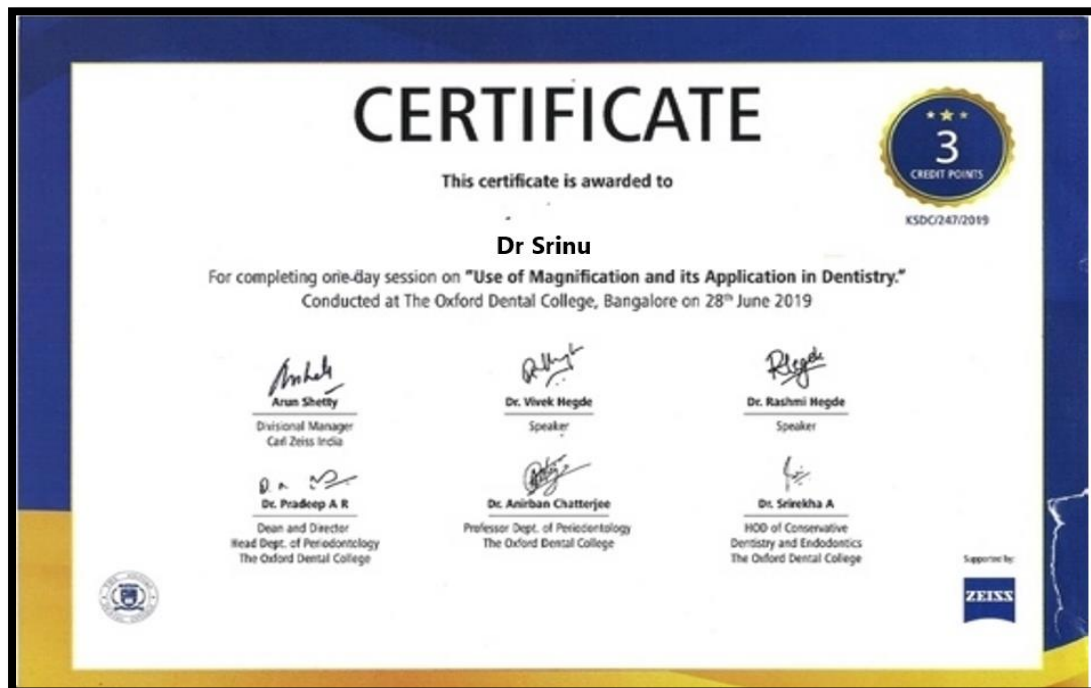 CERTIFICATE
3
CREDIT POINTS
KSDC/247/2019
This certificate is awarded to
Dr Srinu
For completing one-day session on "Use of Magnification and its Application in Dentistry."
Conducted at The Oxford Dental College, Bangalore on 28th June 2019
Arun Shetty
Divisional Manager
Carl Zeiss India
Dr. Vivek Hegde
Speaker
Dr. Rashmi Hegde
Speaker
Dr. Pradeep A R
Dean and Director
Head Dept. of Periodontology
The Oxford Dental College
Dr. Anirban Chatterjee
Professor Dept. of Periodontology
The Oxford Dental College
Dr. Srirekha A
HOD of Conservative
Dentistry and Endodontics
The Oxford Dental College
Supported by:
ZEISS